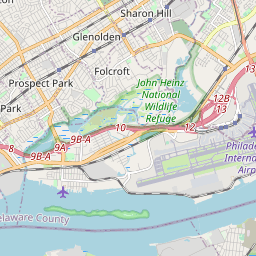 Sharon Hill
Glenolden
Folcroft
Prospect Park
Park
John Heinz
National
Wildlife
Refuge
12B
13
13
12
10
9B-A
9A
8
9B-A
Philade
Internat
Airpo
elaware County